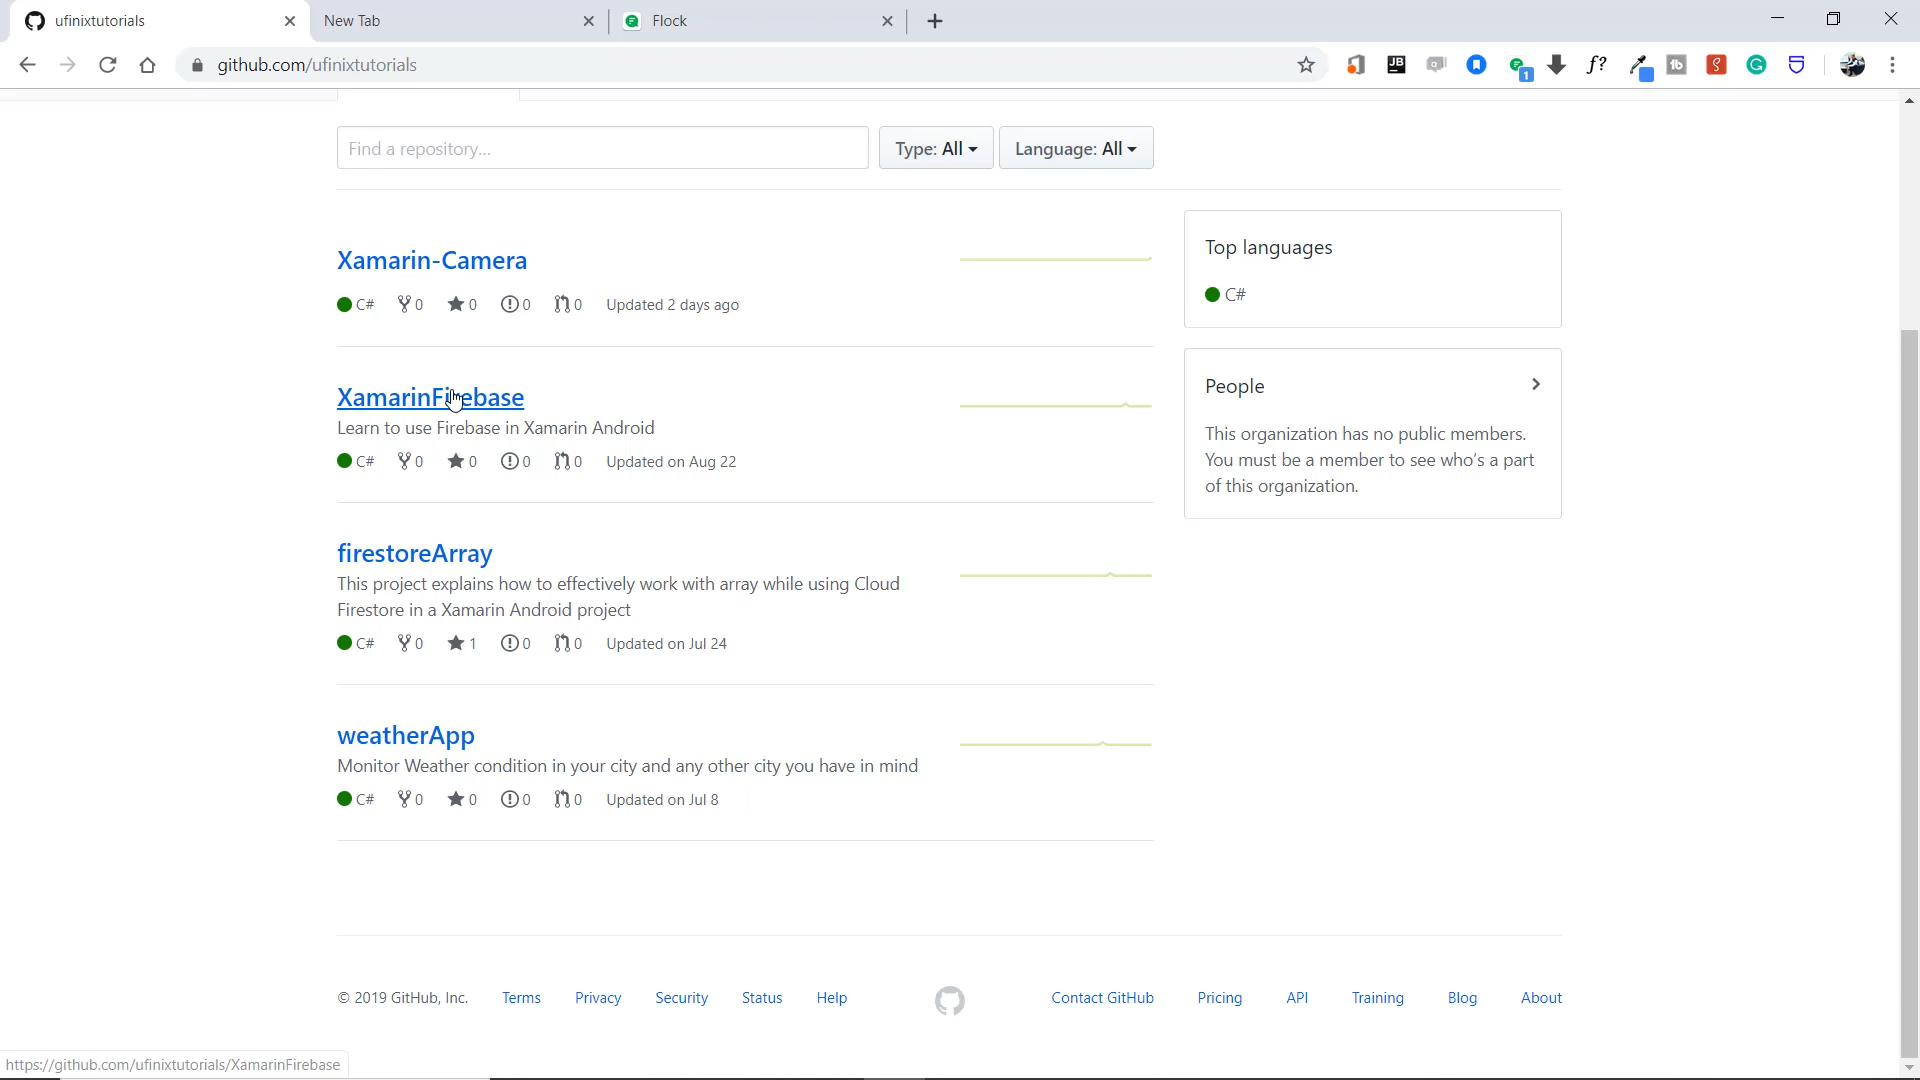 ufinixtutorials
New Tab
Flock
github.com/ufinixtutorials
Find a repository...
Type: All
Language: All
Xamarin-Camera
C# 0 0 0 0 Updated 2 days ago
XamarinFirebase
Learn to use Firebase in Xamarin Android
C# 0 0 0 0 Updated on Aug 22
firestoreArray
This project explains how to effectively work with array while using Cloud
Firestore in a Xamarin Android project
C# 0 1 0 0 Updated on Jul 24
weatherApp
Monitor Weather condition in your city and any other city you have in mind
C# 0 0 0 0 Updated on Jul 8
Top languages
C#
People
This organization has no public members.
You must be a member to see who's a part
of this organization.
© 2019 GitHub, Inc. Terms Privacy Security Status Help Contact GitHub Pricing API Training Blog About
https://github.com/ufinixtutorials/XamarinFirebase